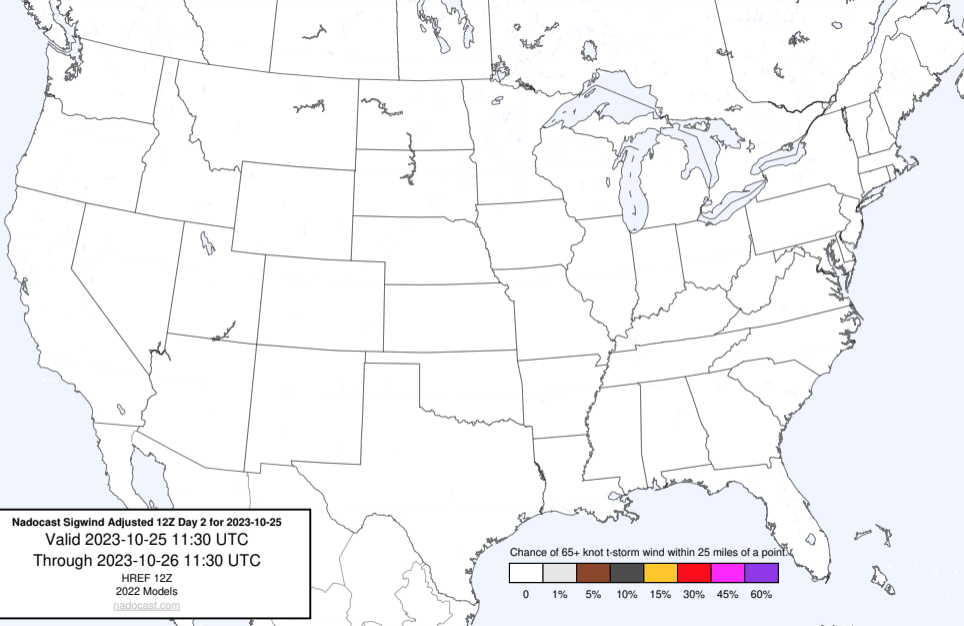 Nadocast Sigwind Adjusted 12Z Day 2 for 2023-10-25
Valid 2023-10-25 11:30 UTC
Through 2023-10-26 11:30 UTC
HREF 12Z
2022 Models
nadocast.com
Chance of 65+ knot t-storm wind within 25 miles of a point.
0 1% 5% 10% 15% 30% 45% 60%